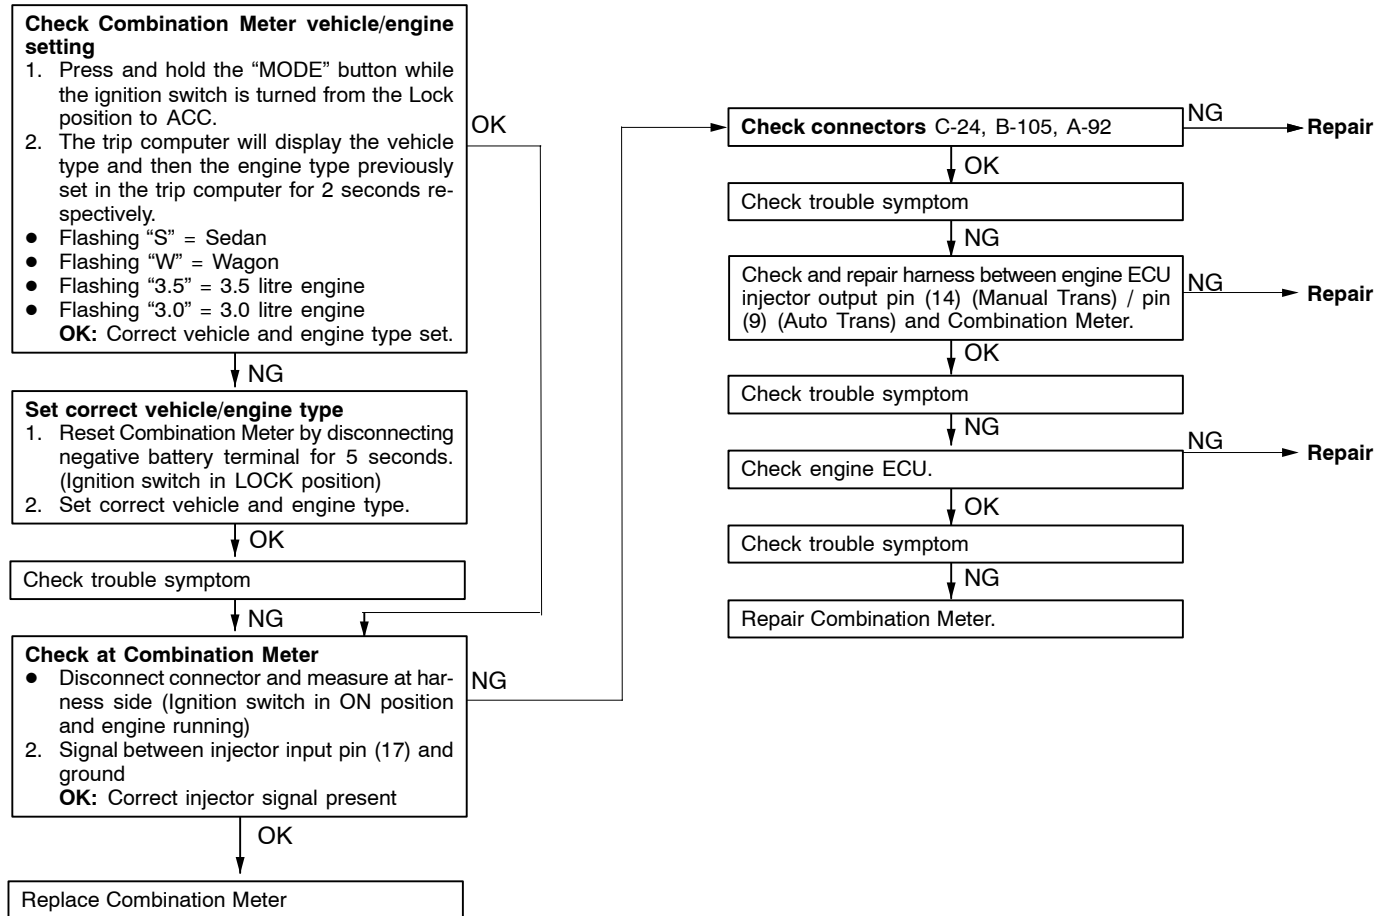 Check Combination Meter vehicle/engine
setting
1. Press and hold the “MODE” button while
the ignition switch is turned from the Lock
position to ACC.
2. The trip computer will display the vehicle
type and then the engine type previously
set in the trip computer for 2 seconds re-
spectively.
● Flashing “S” = Sedan
● Flashing “W” = Wagon
● Flashing “3.5” = 3.5 litre engine
● Flashing “3.0” = 3.0 litre engine
OK: Correct vehicle and engine type set.
OK
NG
Set correct vehicle/engine type
1. Reset Combination Meter by disconnecting
negative battery terminal for 5 seconds.
(Ignition switch in LOCK position)
2. Set correct vehicle and engine type.
OK
Check trouble symptom
NG
Check at Combination Meter
● Disconnect connector and measure at har-
ness side (Ignition switch in ON position
and engine running)
2. Signal between injector input pin (17) and
ground
OK: Correct injector signal present
NG
OK
Replace Combination Meter
Check connectors C-24, B-105, A-92
NG
Repair
OK
Check trouble symptom
NG
Check and repair harness between engine ECU
injector output pin (14) (Manual Trans) / pin
(9) (Auto Trans) and Combination Meter.
NG
Repair
OK
Check trouble symptom
NG
Check engine ECU.
NG
Repair
OK
Check trouble symptom
NG
Repair Combination Meter.